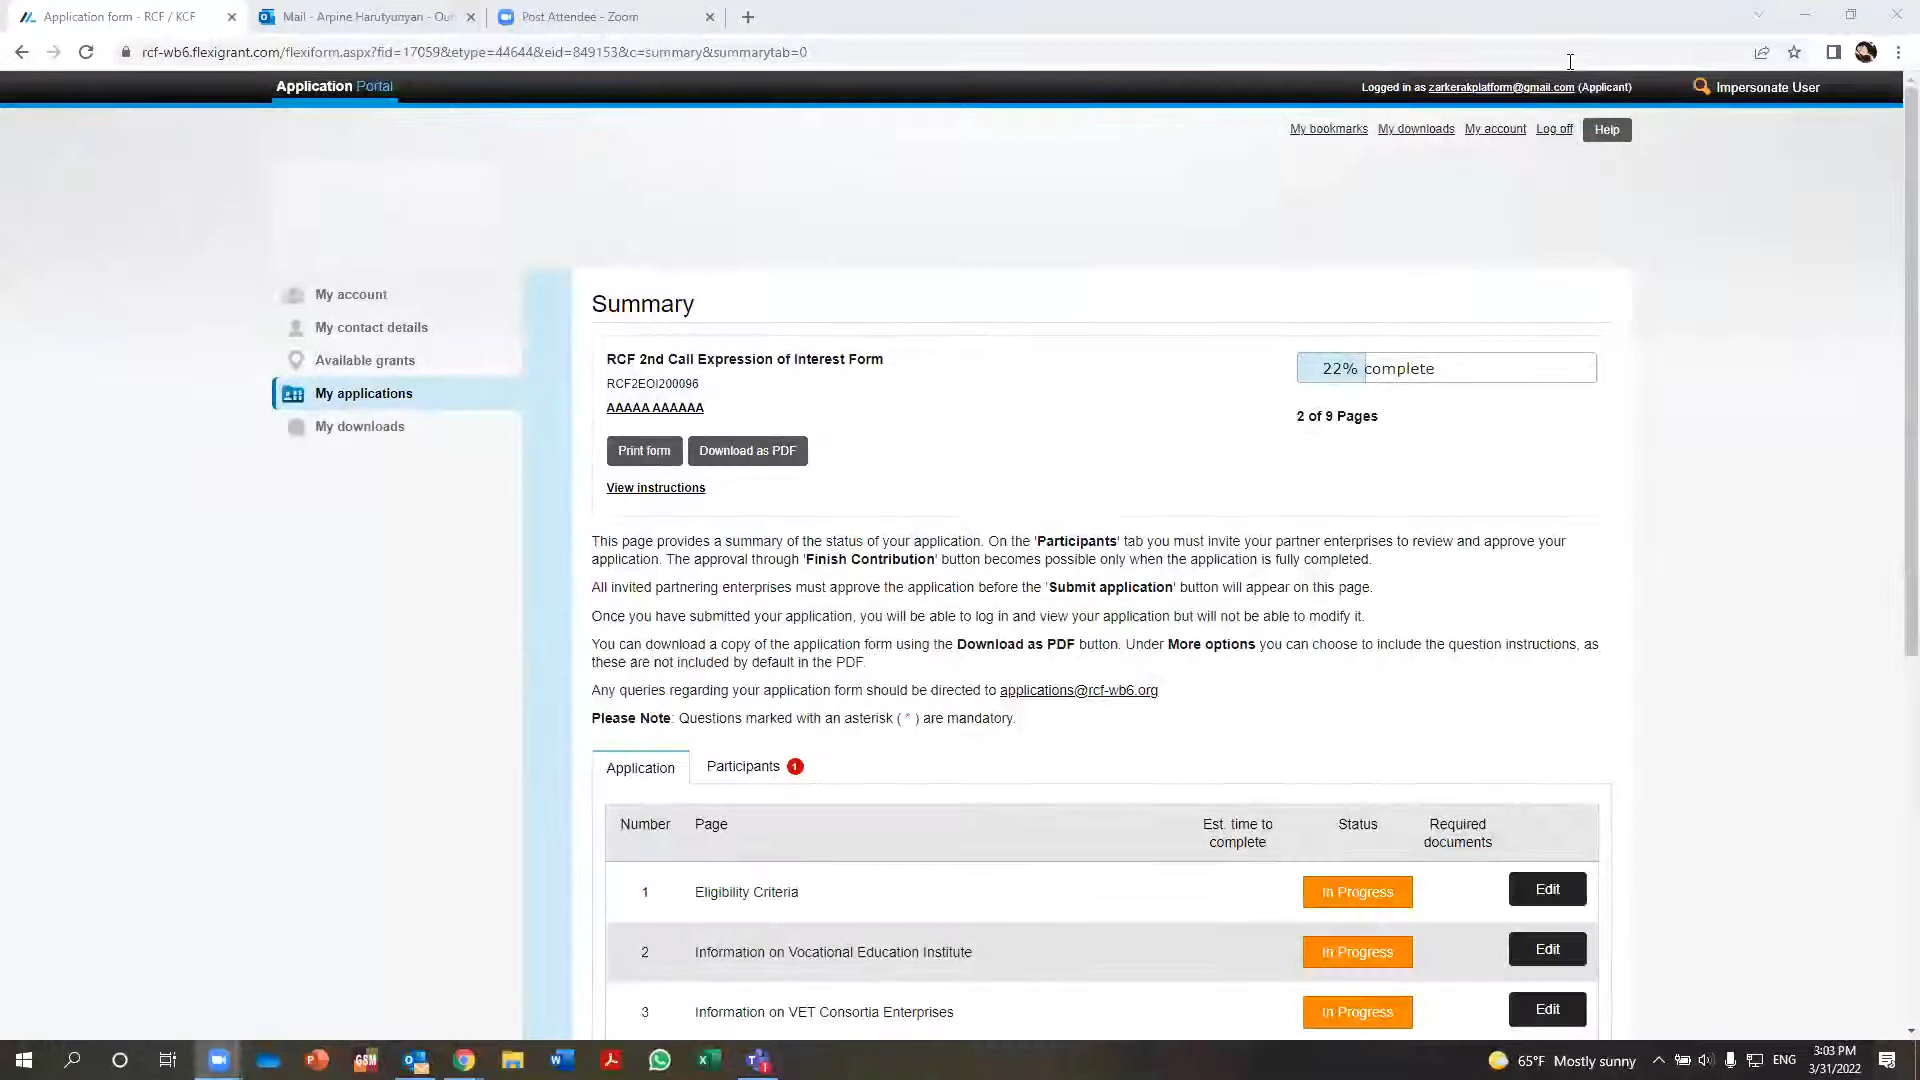 Application form - RCF / KCF
Mail - Arpine Harutyunyan - Ou
Post Attendee - Zoom
rcf-wb6.flexigrant.com/flexiform.aspx?fid=17059&etype=44644&eid=849153&c=summary&summarytab=0
Application Portal
Logged in as zarkerakplatform@gmail.com (Applicant)
Impersonate User
My bookmarks My downloads My account Log off Help
My account
My contact details
Available grants
My applications
My downloads
Summary
RCF 2nd Call Expression of Interest Form
22% complete
RCF2EOI200096
AAAAA AAAAAA
2 of 9 Pages
Print form Download as PDF
View instructions
This page provides a summary of the status of your application. On the 'Participants' tab you must invite your partner enterprises to review and approve your
application. The approval through 'Finish Contribution' button becomes possible only when the application is fully completed.
All invited partnering enterprises must approve the application before the 'Submit application' button will appear on this page.
Once you have submitted your application, you will be able to log in and view your application but will not be able to modify it.
You can download a copy of the application form using the Download as PDF button. Under More options you can choose to include the question instructions, as
these are not included by default in the PDF.
Any queries regarding your application form should be directed to applications@rcf-wb6.org
Please Note: Questions marked with an asterisk ( * ) are mandatory.
Application Participants 1
Number Page Est. time to complete Status Required documents
1 Eligibility Criteria In Progress Edit
2 Information on Vocational Education Institute In Progress Edit
3 Information on VET Consortia Enterprises In Progress Edit
GSM
65°F Mostly sunny
ENG
3:03 PM
3/31/2022